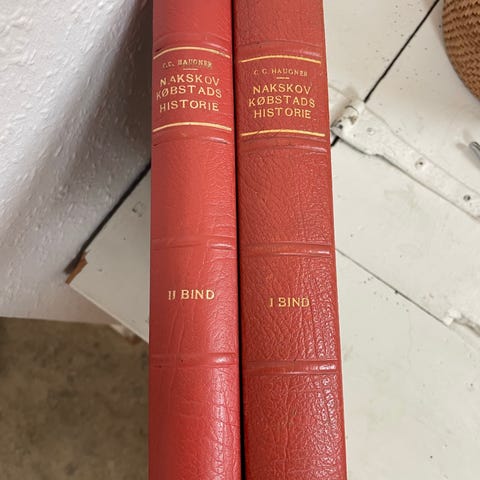 C. C. HAUGNER
NAKSKOV
KØBSTADS
HISTORIE
II BIND
C. C. HAUGNER
NAKSKOV
KØBSTADS
HISTORIE
I BIND